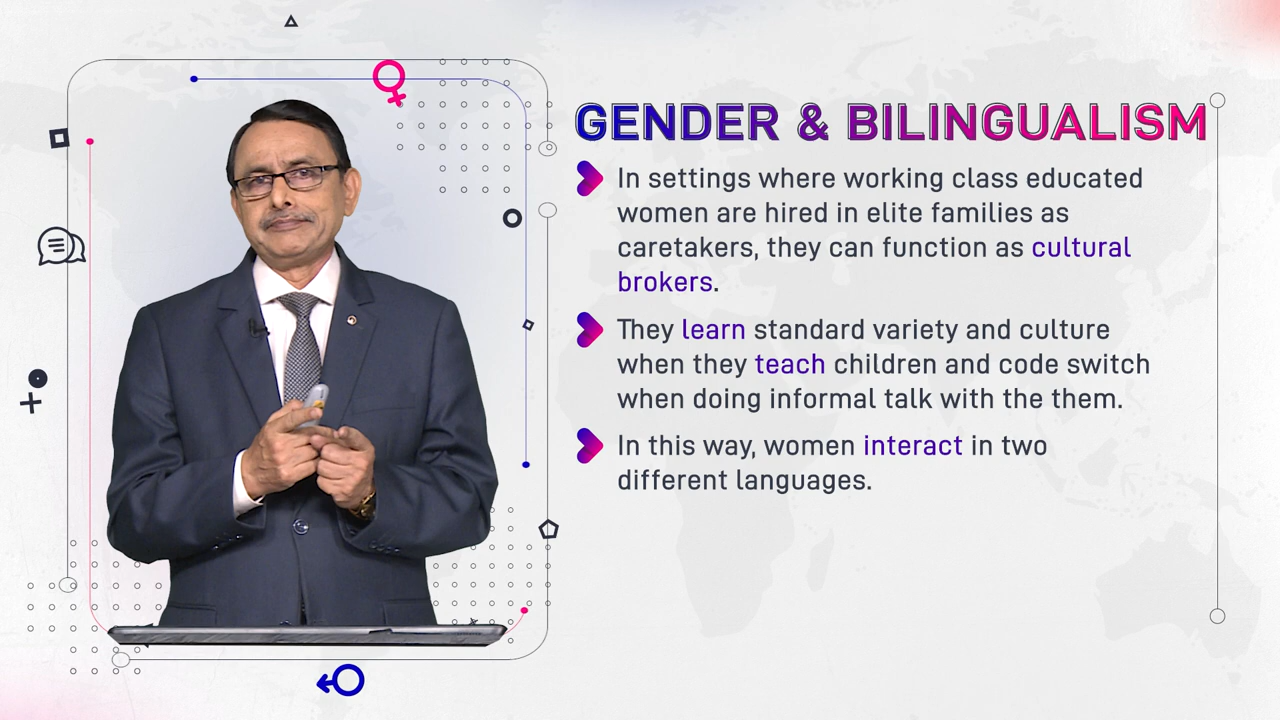 GENDER & BILINGUALISM
In settings where working class educated
women are hired in elite families as
caretakers, they can function as cultural
brokers.
They learn standard variety and culture
when they teach children and code switch
when doing informal talk with the them.
In this way, women interact in two
different languages.